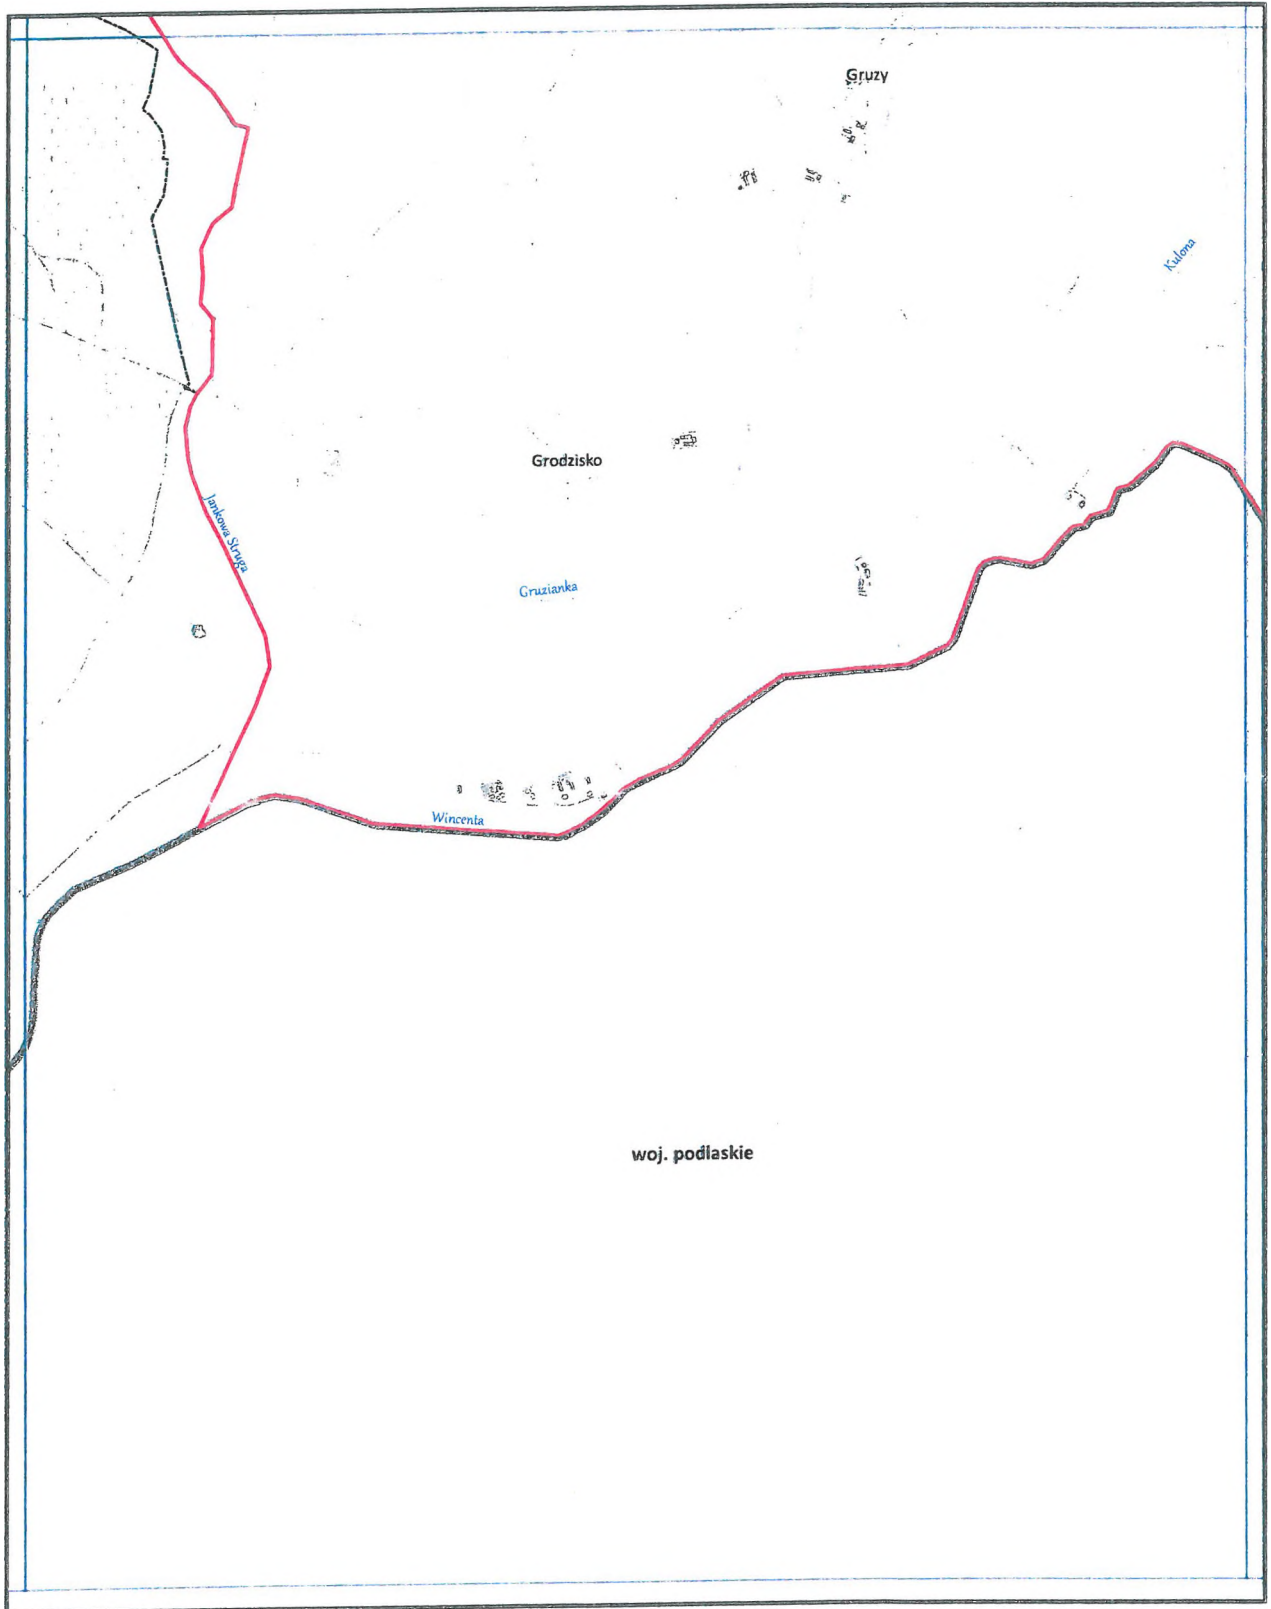 Gruzy
Kulona
Grodzisko
Jankowa Struga
Gruzianka
Wincenta
woj. podlaskie